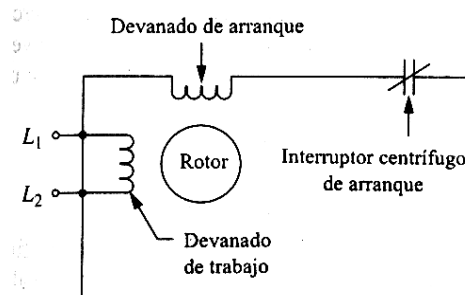 Devanado de arranque
L1
Rotor
Interruptor centrífugo
de arranque
L2
Devanado
de trabajo